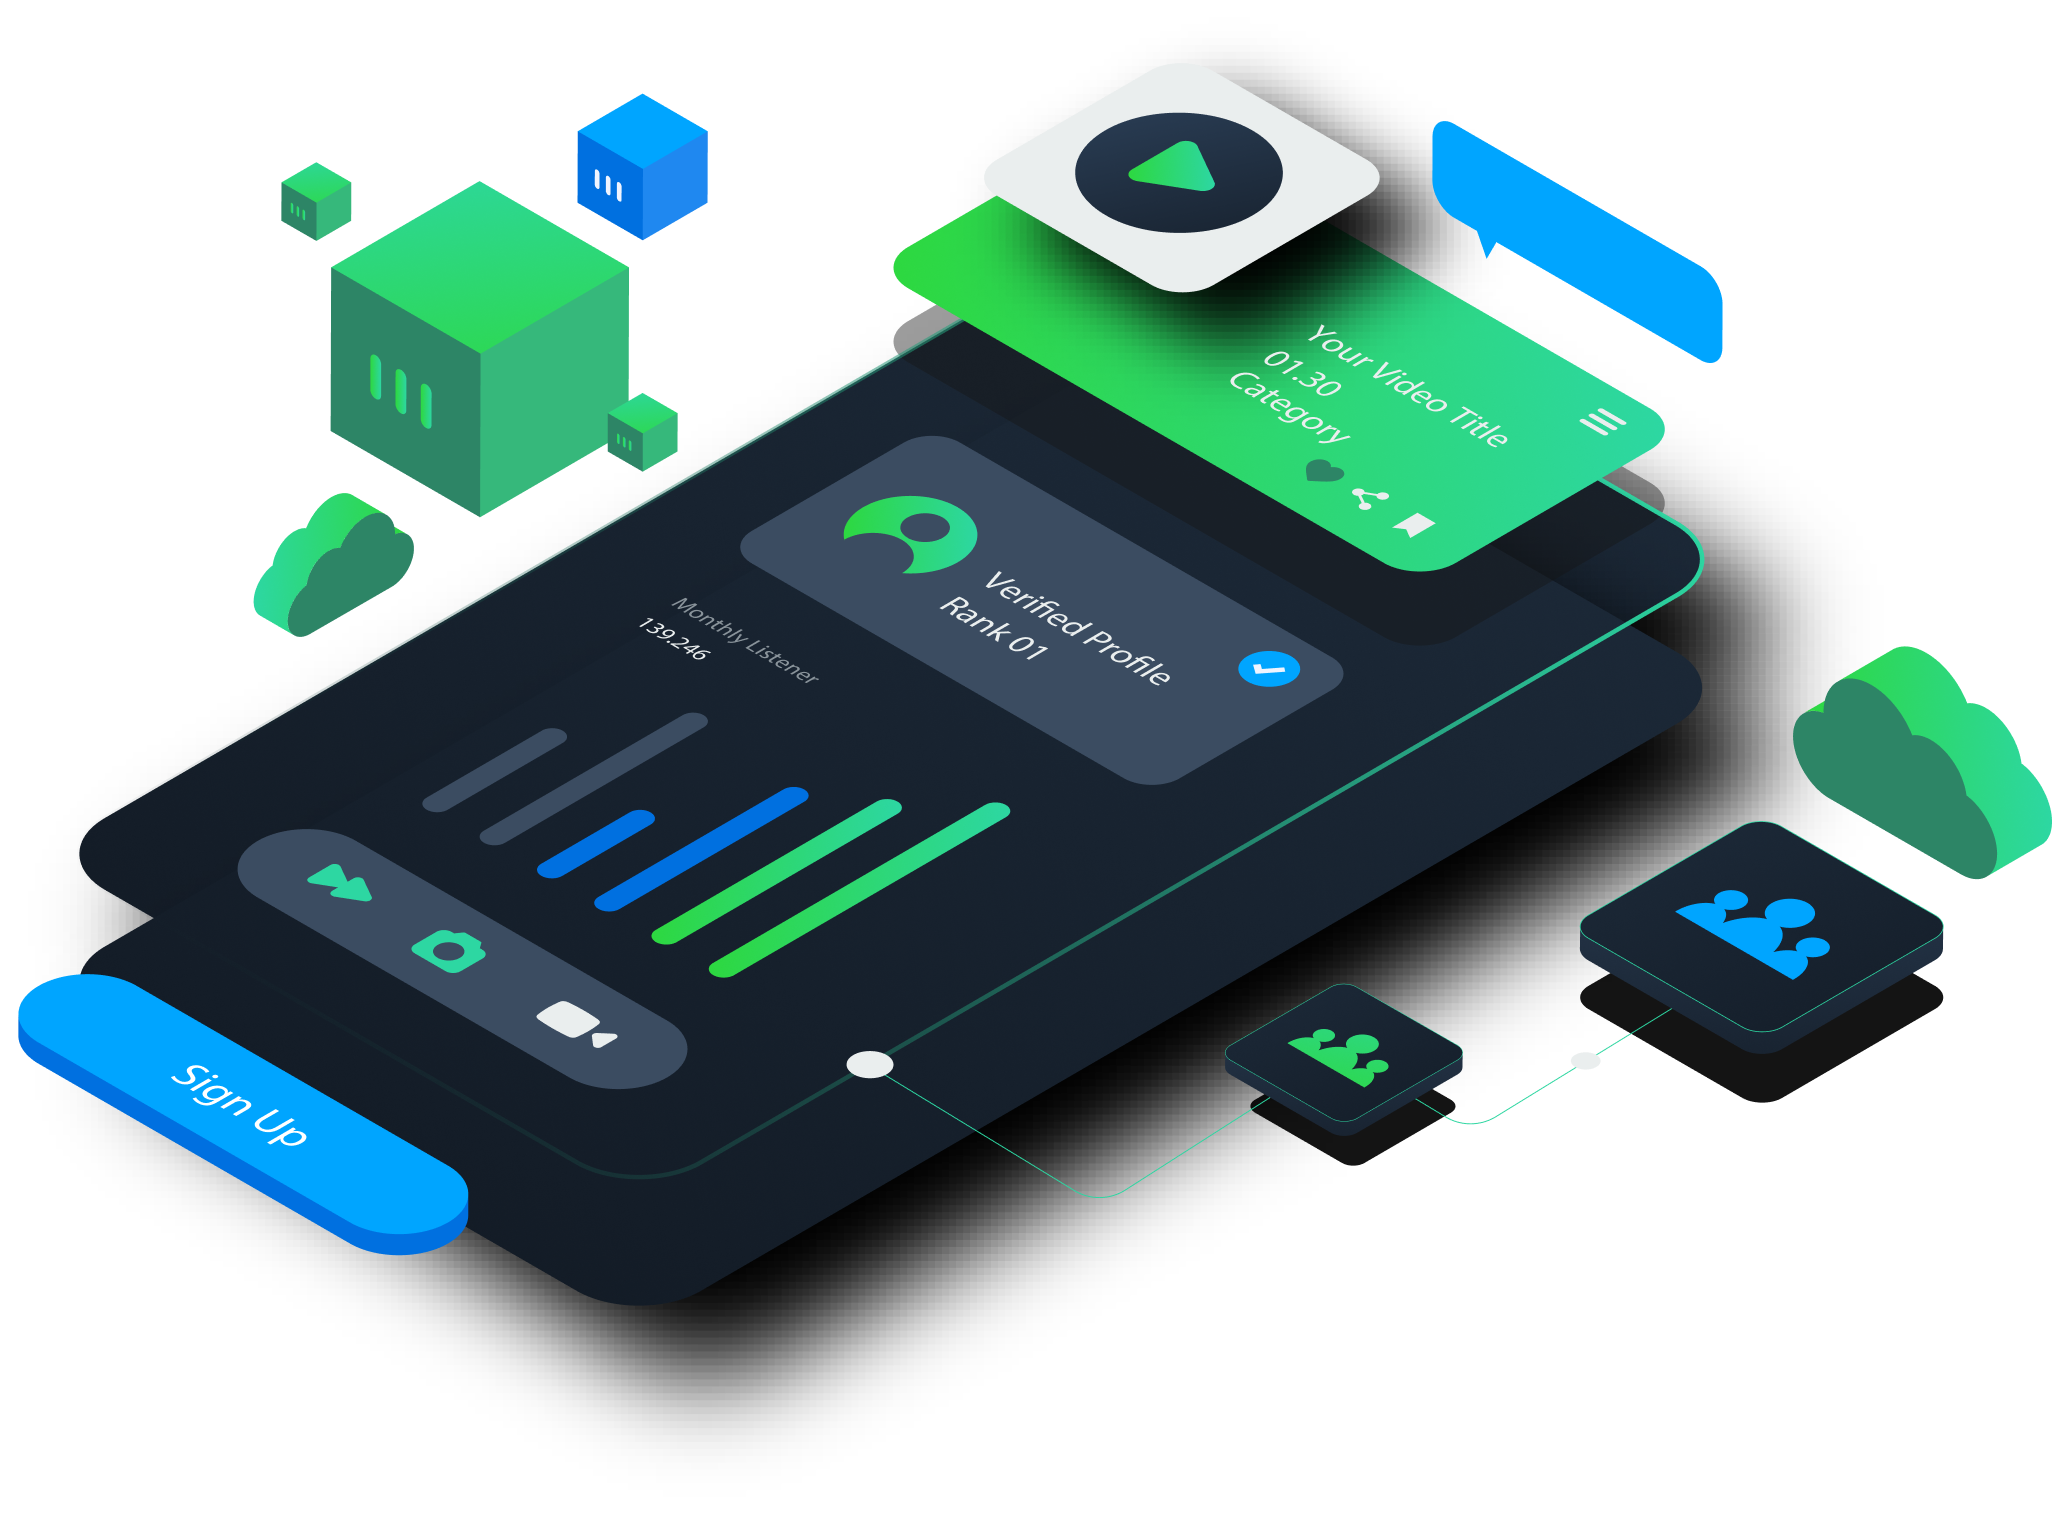 Your Video Title
01.30
Category
Verified Profile
Rank 01
Monthly Listener
139.246
Sign Up